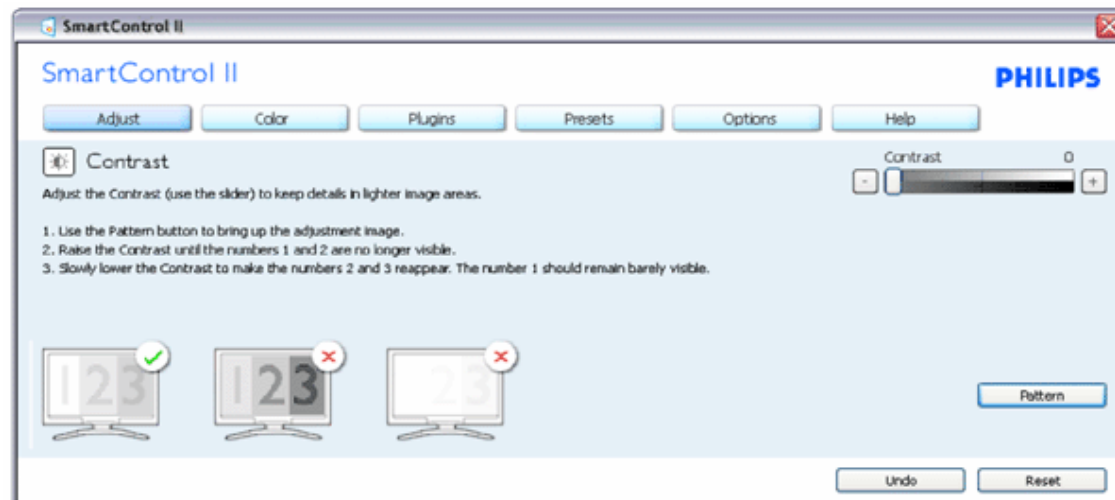 SmartControl II
SmartControl II
PHILIPS
Adjust Color Plugins Presets Options Help
Contrast
Contrast 0
- +
Adjust the Contrast (use the slider) to keep details in lighter image areas.
1. Use the Pattern button to bring up the adjustment image.
2. Raise the Contrast until the numbers 1 and 2 are no longer visible.
3. Slowly lower the Contrast to make the numbers 2 and 3 reappear. The number 1 should remain barely visible.
123 123 23
Pattern
Undo Reset